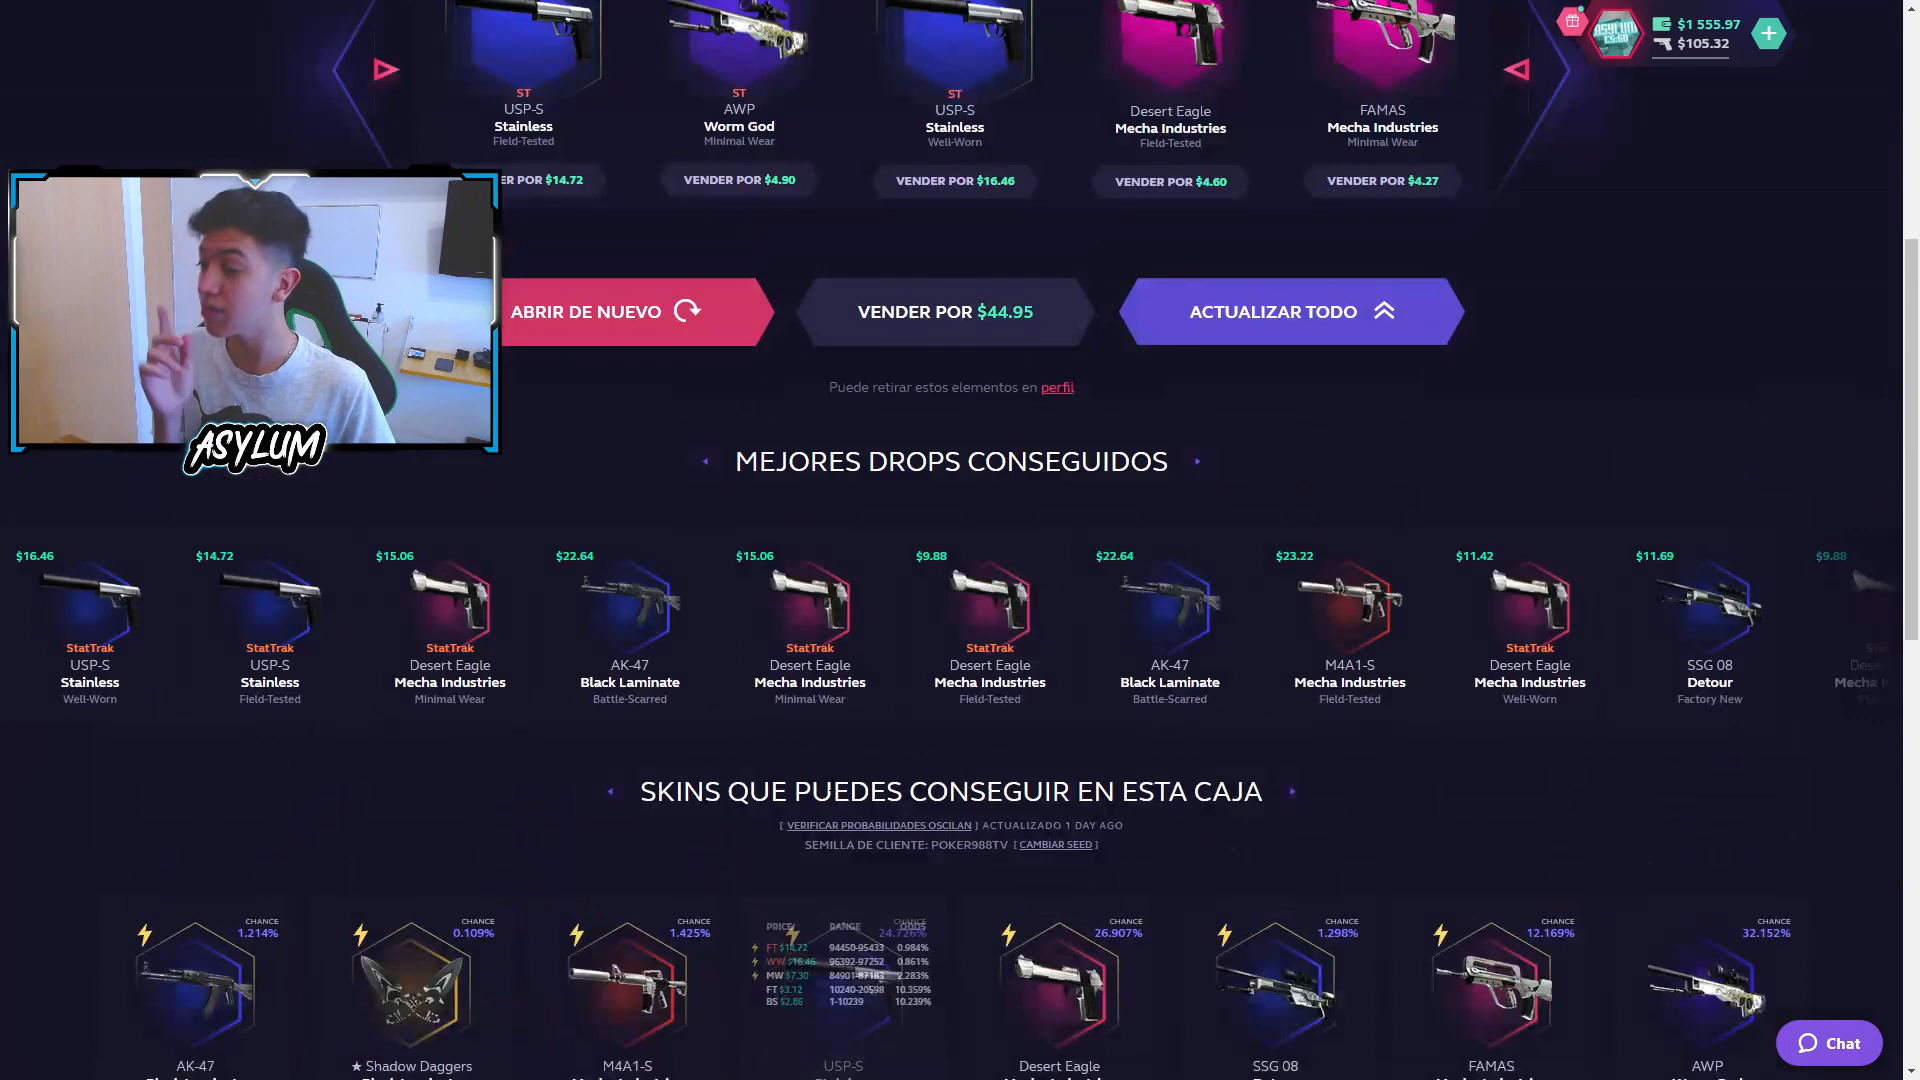 $1 555.97
$105.32
ST
USP-S
Stainless
Field-Tested
ST
AWP
Worm God
Minimal Wear
ST
USP-S
Stainless
Well-Worn
Desert Eagle
Mecha Industries
Field-Tested
FAMAS
Mecha Industries
Minimal Wear
ER POR $14.72
VENDER POR $4.90
VENDER POR $16.46
VENDER POR $4.60
VENDER POR $4.27
ABRIR DE NUEVO
VENDER POR $44.95
ACTUALIZAR TODO
Puede retirar estos elementos en perfil
ASYLUM
MEJORES DROPS CONSEGUIDOS
$16.46
StatTrak
USP-S
Stainless
Well-Worn
$14.72
StatTrak
USP-S
Stainless
Field-Tested
$15.06
StatTrak
Desert Eagle
Mecha Industries
Minimal Wear
$22.64
AK-47
Black Laminate
Battle-Scarred
$15.06
StatTrak
Desert Eagle
Mecha Industries
Minimal Wear
$9.88
StatTrak
Desert Eagle
Mecha Industries
Field-Tested
$22.64
AK-47
Black Laminate
Battle-Scarred
$23.22
M4A1-S
Mecha Industries
Field-Tested
$11.42
StatTrak
Desert Eagle
Mecha Industries
Well-Worn
$11.69
SSG 08
Detour
Factory New
$9.88
SKINS QUE PUEDES CONSEGUIR EN ESTA CAJA
[ VERIFICAR PROBABILIDADES OSCILAN ] ACTUALIZADO 1 DAY AGO
SEMILLA DE CLIENTE: POKER988TV [ CAMBIAR SEED ]
CHANCE
1.214%
AK-47
CHANCE
0.109%
★ Shadow Daggers
CHANCE
1.425%
M4A1-S
CHANCE
24.726%
PRICE RANGE ODDS
FT $14.72 94450-95433 0.984%
WW $16.46 96392-97252 0.861%
MW $7.30 84901-87183 2.283%
FT $3.12 10240-20598 10.359%
BS $2.86 1-10239 10.239%
USP-S
CHANCE
26.907%
Desert Eagle
CHANCE
1.298%
SSG 08
CHANCE
12.169%
FAMAS
CHANCE
32.152%
AWP
Chat